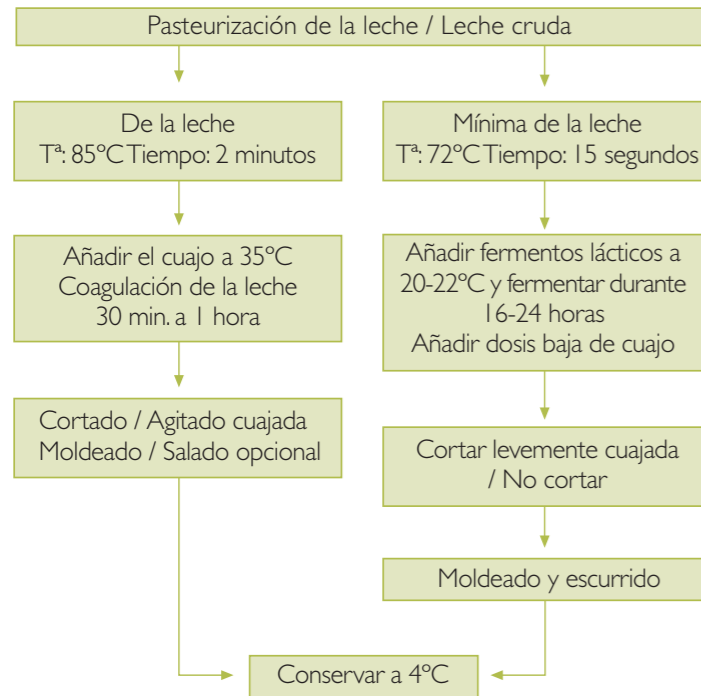 Pasteurización de la leche / Leche cruda
De la leche
Tª: 85ºC Tiempo: 2 minutos
Añadir el cuajo a 35ºC
Coagulación de la leche
30 min. a 1 hora
Cortado / Agitado cuajada
Moldeado / Salado opcional
Mínima de la leche
Tª: 72ºC Tiempo: 15 segundos
Añadir fermentos lácticos a
20-22ºC y fermentar durante
16-24 horas
Añadir dosis baja de cuajo
Cortar levemente cuajada
/ No cortar
Moldeado y escurrido
Conservar a 4ºC